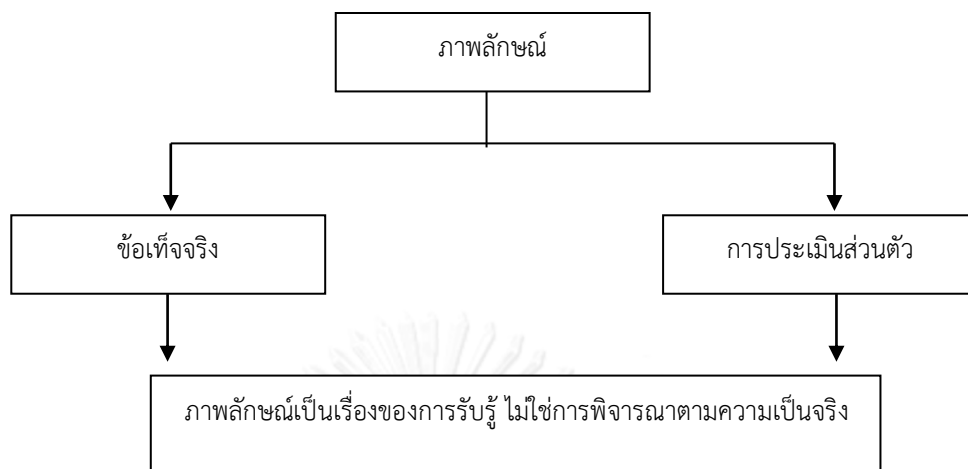 ภาพลักษณ์
ข้อเท็จจริง
การประเมินส่วนตัว
ภาพลักษณ์เป็นเรื่องของการรับรู้ ไม่ใช่การพิจารณาตามความเป็นจริง